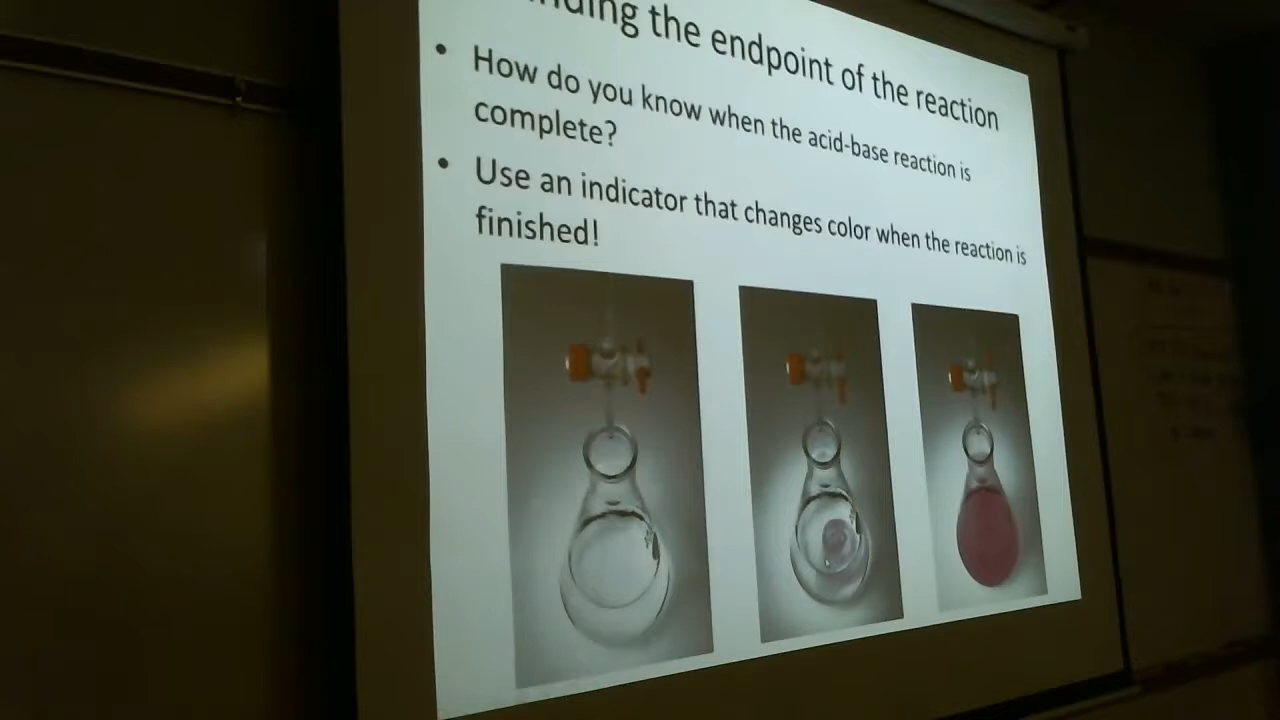 the endpoint of the reaction
• How do you know when the acid-base reaction is
complete?
• Use an indicator that changes color when the reaction is
finished!